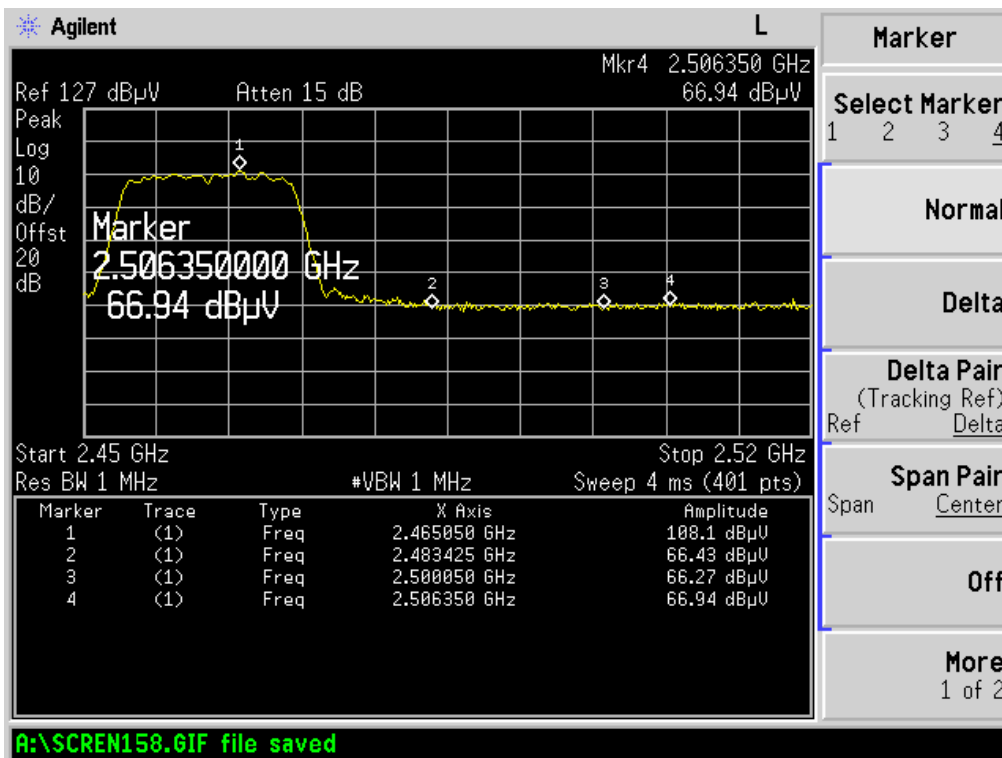 Agilent L
Mkr4 2.506350 GHz
Ref 127 dBµV Atten 15 dB 66.94 dBµV
Peak
Log
10
dB/
Offst
20
dB
1
2
3
4
Marker
2.506350000 GHz
66.94 dBµV
Start 2.45 GHz Stop 2.52 GHz
Res BW 1 MHz #VBW 1 MHz Sweep 4 ms (401 pts)
Marker Trace Type X Axis Amplitude
1 (1) Freq 2.465050 GHz 108.1 dBµV
2 (1) Freq 2.483425 GHz 66.43 dBµV
3 (1) Freq 2.500050 GHz 66.27 dBµV
4 (1) Freq 2.506350 GHz 66.94 dBµV
A:\SCREN158.GIF file saved
Marker
Select Marker
1 2 3 4
Normal
Delta
Delta Pair
(Tracking Ref)
Ref Delta
Span Pair
Span Center
Off
More
1 of 2